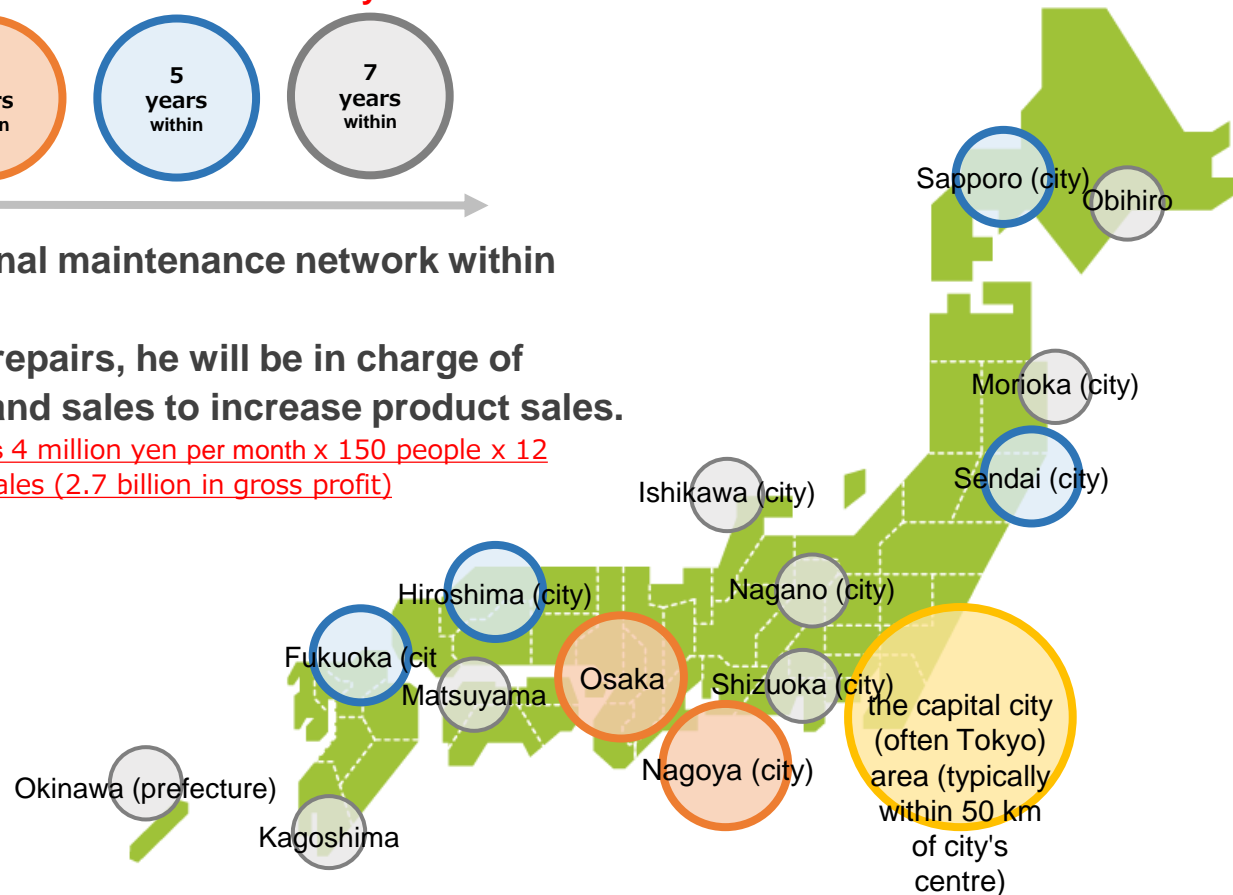 5
years
within
7
years
within
nal maintenance network within
repairs, he will be in charge of
and sales to increase product sales.
4 million yen per month x 150 people x 12
ales (2.7 billion in gross profit)
Sapporo (city)
Obihiro
Morioka (city)
Sendai (city)
Ishikawa (city)
Nagano (city)
Hiroshima (city)
Fukuoka (cit
Matsuyama
Osaka
Shizuoka (city)
Nagoya (city)
the capital city
(often Tokyo)
area (typically
within 50 km
of city's
centre)
Okinawa (prefecture)
Kagoshima